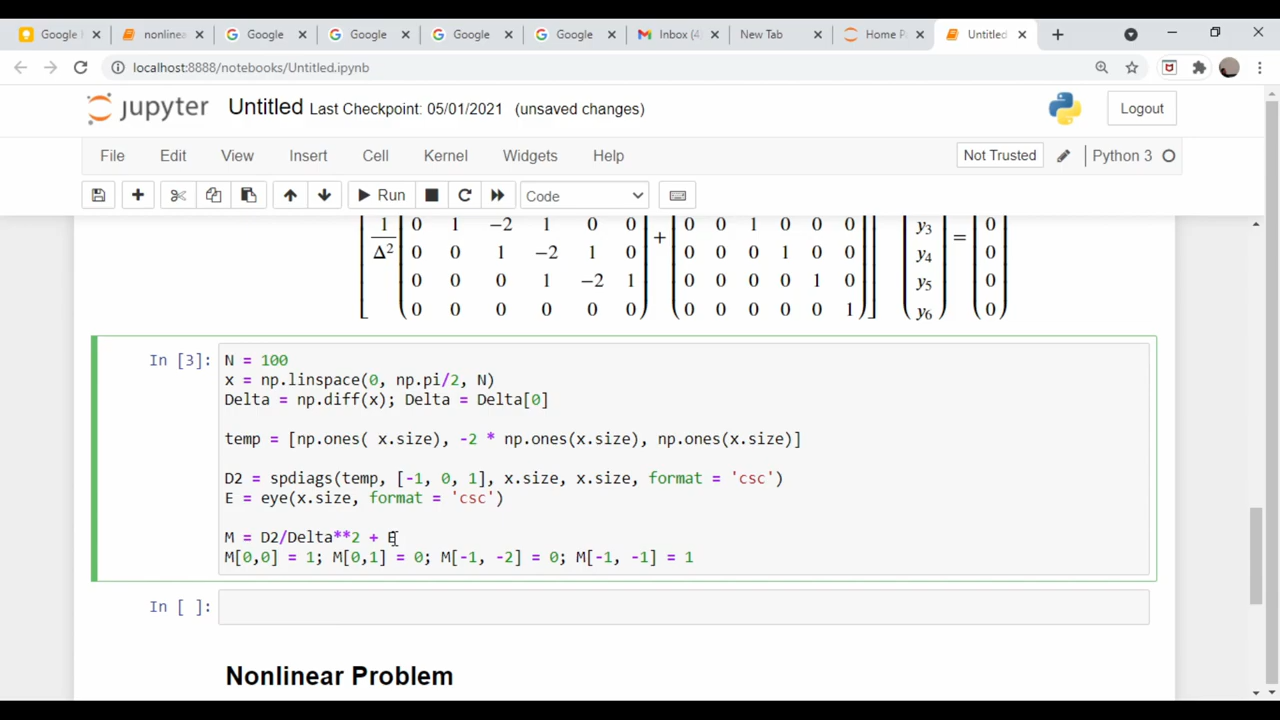 Google nonlinea Google Google Google Google Inbox (4) New Tab Home P Untitled
localhost:8888/notebooks/Untitled.ipynb
jupyter Untitled Last Checkpoint: 05/01/2021 (unsaved changes) Logout
File Edit View Insert Cell Kernel Widgets Help Not Trusted Python 3
Run Code
1/Δ² 0 1 −2 1 0 0 + 0 0 1 0 0 0 y3 = 0
0 0 1 −2 1 0 0 0 0 1 0 0 y4 0
0 0 0 1 −2 1 0 0 0 0 1 0 y5 0
0 0 0 0 0 0 0 0 0 0 0 1 y6 0
In [3]: N = 100
x = np.linspace(0, np.pi/2, N)
Delta = np.diff(x); Delta = Delta[0]
temp = [np.ones( x.size), -2 * np.ones(x.size), np.ones(x.size)]
D2 = spdiags(temp, [-1, 0, 1], x.size, x.size, format = 'csc')
E = eye(x.size, format = 'csc')
M = D2/Delta**2 + E
M[0,0] = 1; M[0,1] = 0; M[-1, -2] = 0; M[-1, -1] = 1
In [ ]:
Nonlinear Problem